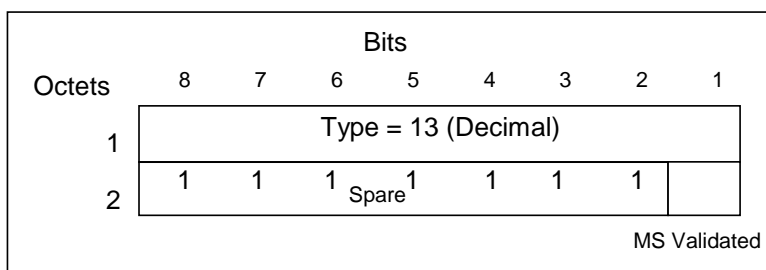 Bits
Octets 8 7 6 5 4 3 2 1
1 Type = 13 (Decimal)
2 1 1 1 1 1 1 1
Spare
MS Validated